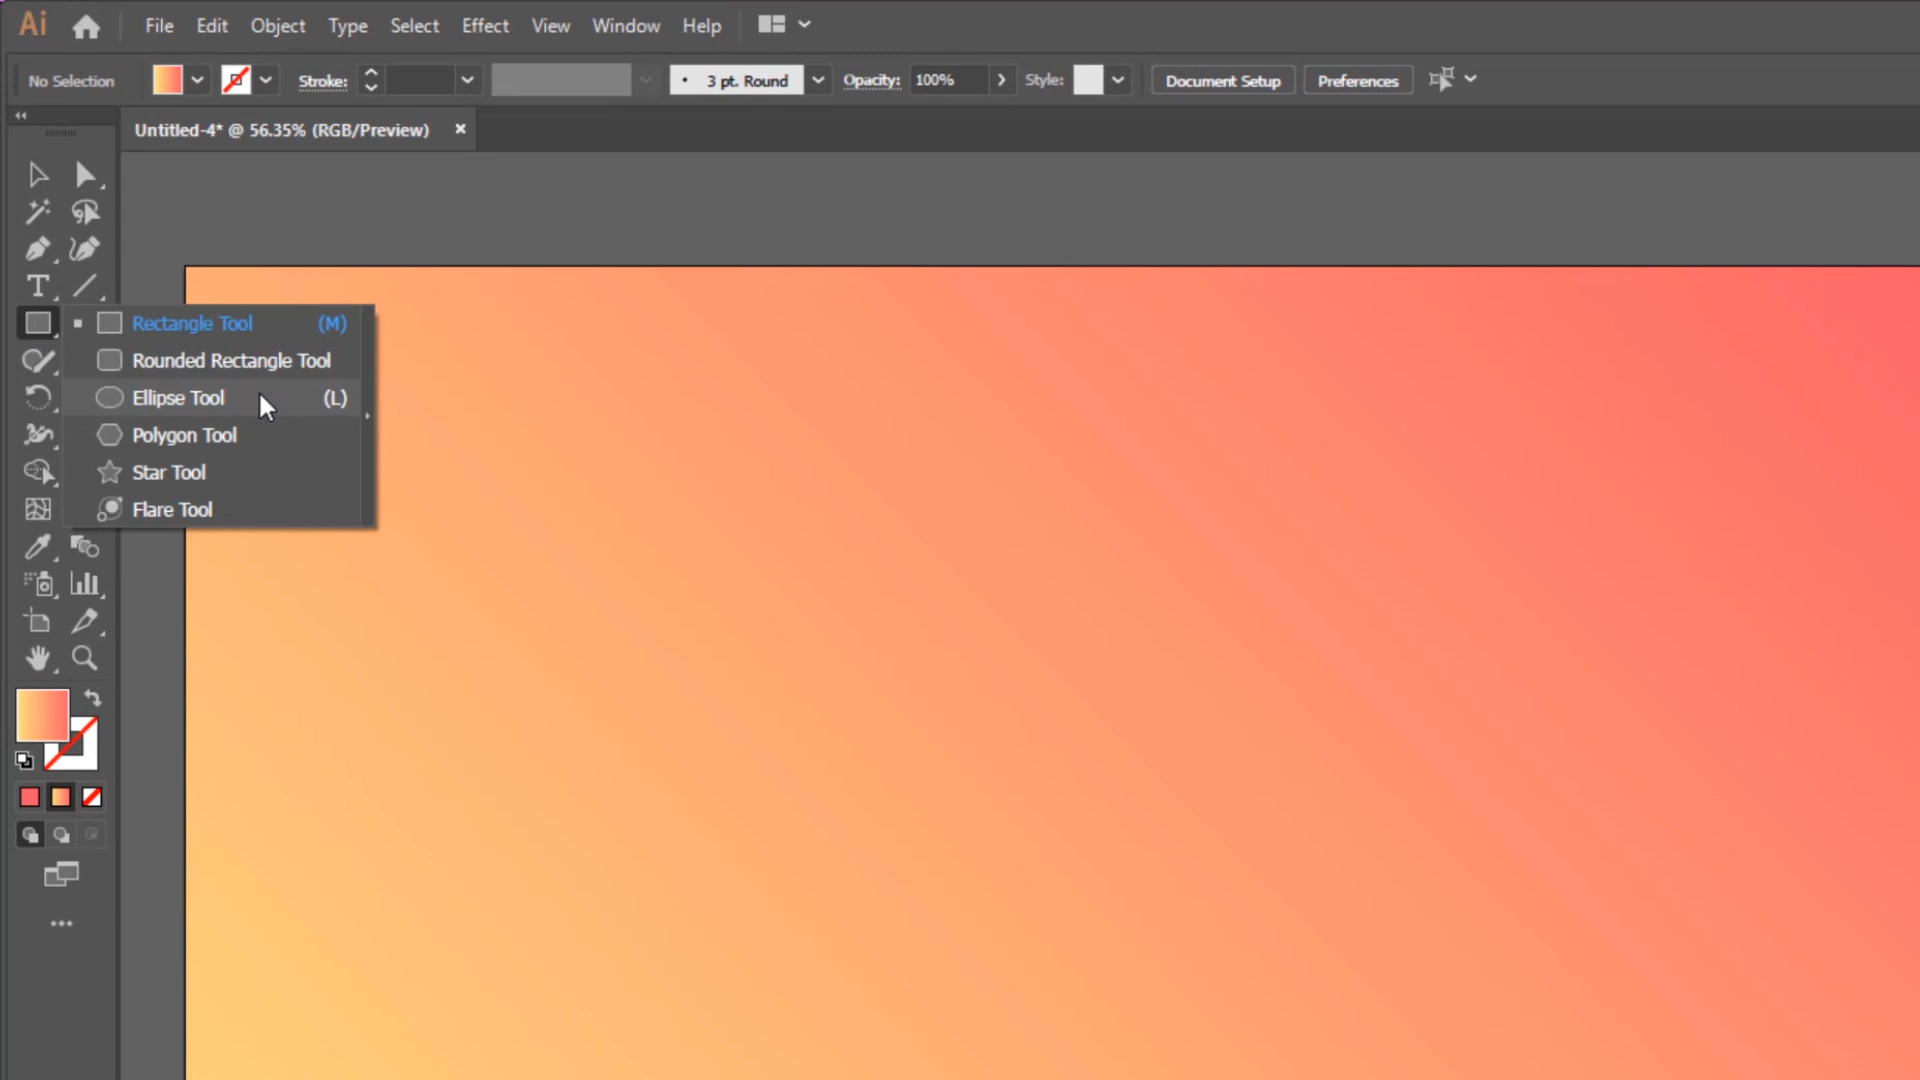 Ai File Edit Object Type Select Effect View Window Help
No Selection Stroke: 3 pt. Round Opacity: 100% Style: Document Setup Preferences
Untitled-4* @ 56.35% (RGB/Preview) ×
T
Rectangle Tool (M)
Rounded Rectangle Tool
Ellipse Tool (L)
Polygon Tool
Star Tool
Flare Tool